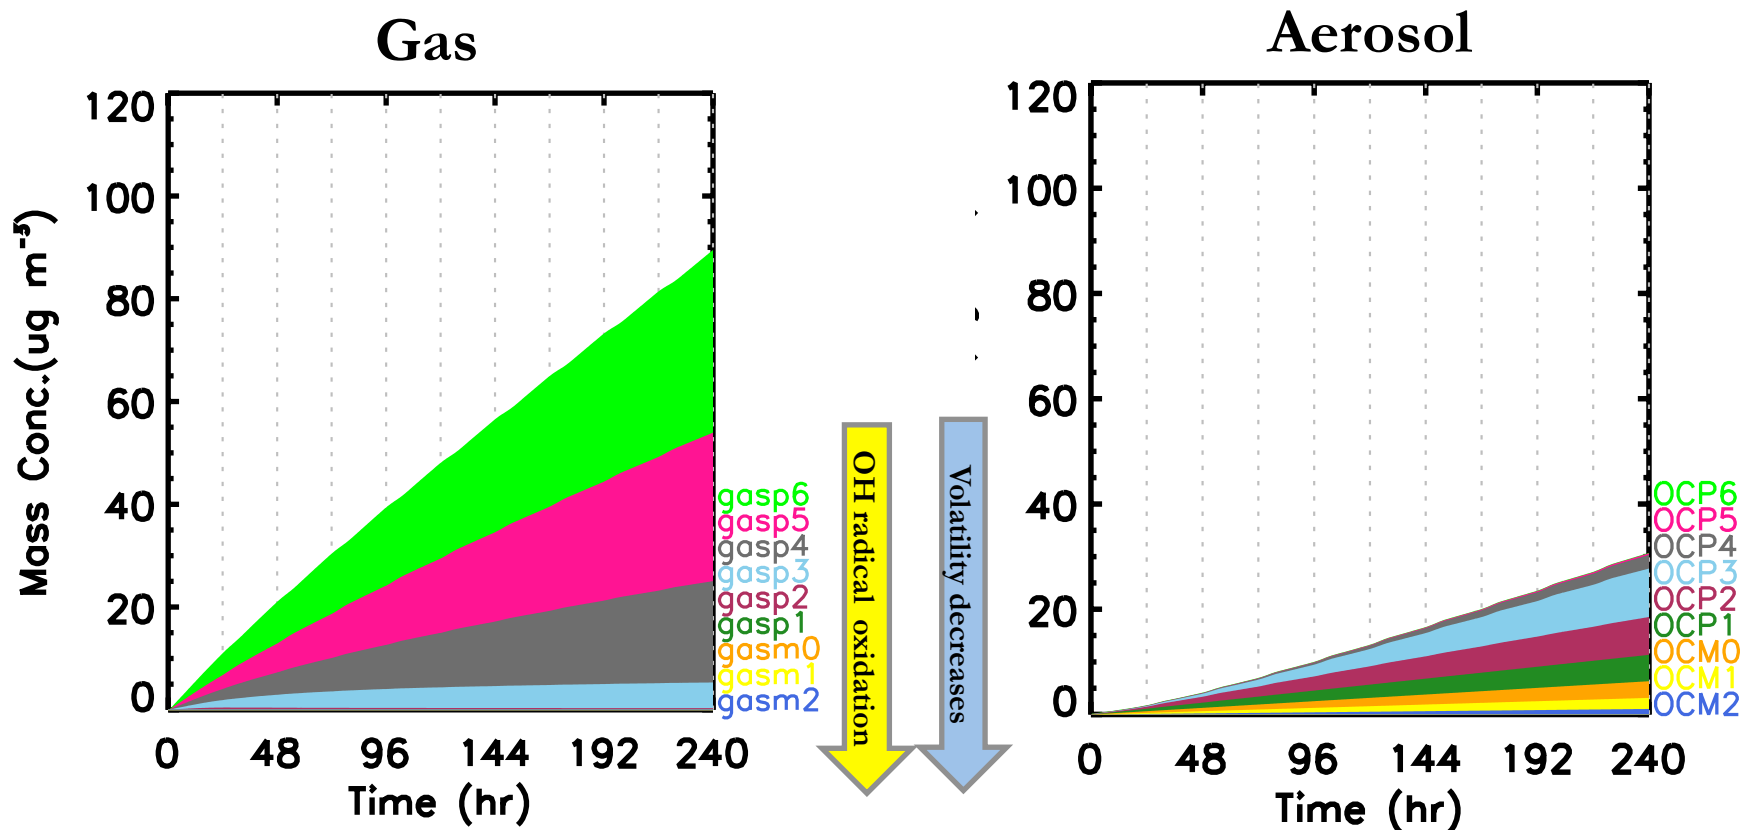 Gas
Mass Conc.(ug m⁻³)
120
100
80
60
40
20
0
0 48 96 144 192 240
Time (hr)
gasp6
gasp5
gasp4
gasp3
gasp2
gasp1
gasm0
gasm1
gasm2
OH radical oxidation
Volatility decreases
Aerosol
120
100
80
60
40
20
0
0 48 96 144 192 240
Time (hr)
OCP6
OCP5
OCP4
OCP3
OCP2
OCP1
OCM0
OCM1
OCM2